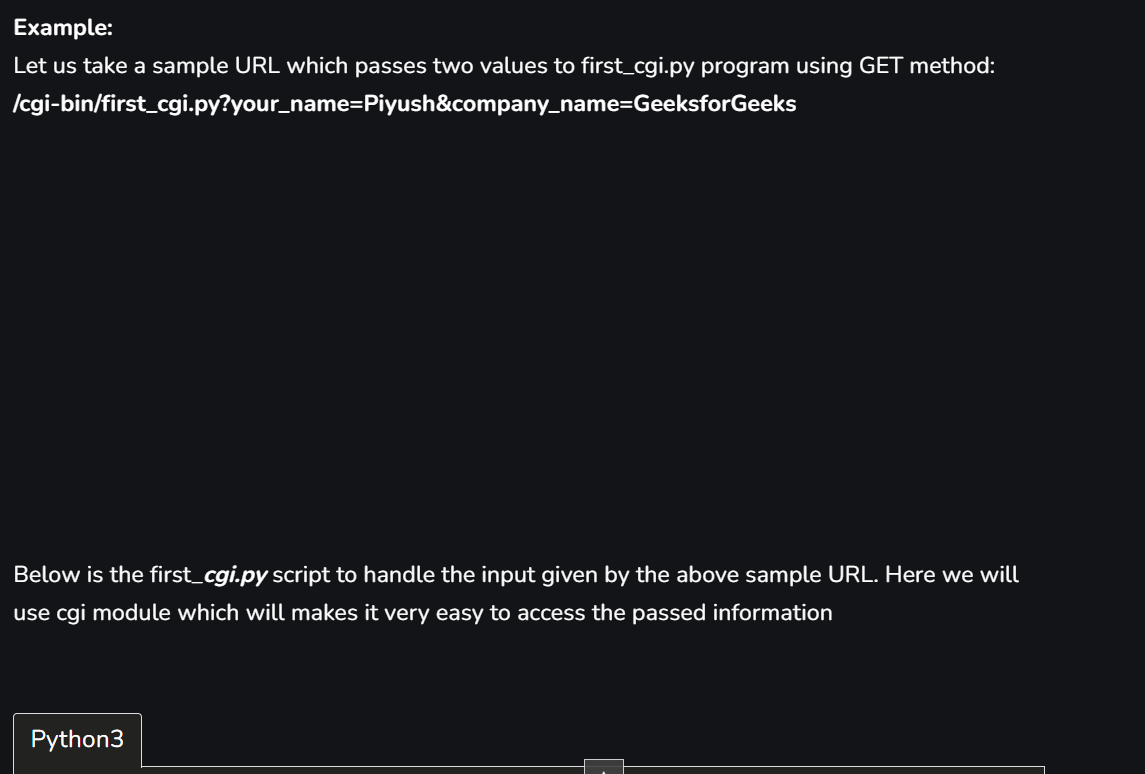 Example:
Let us take a sample URL which passes two values to first_cgi.py program using GET method:
/cgi-bin/first_cgi.py?your_name=Piyush&company_name=GeeksforGeeks
Below is the first_cgi.py script to handle the input given by the above sample URL. Here we will
use cgi module which will makes it very easy to access the passed information
Python3